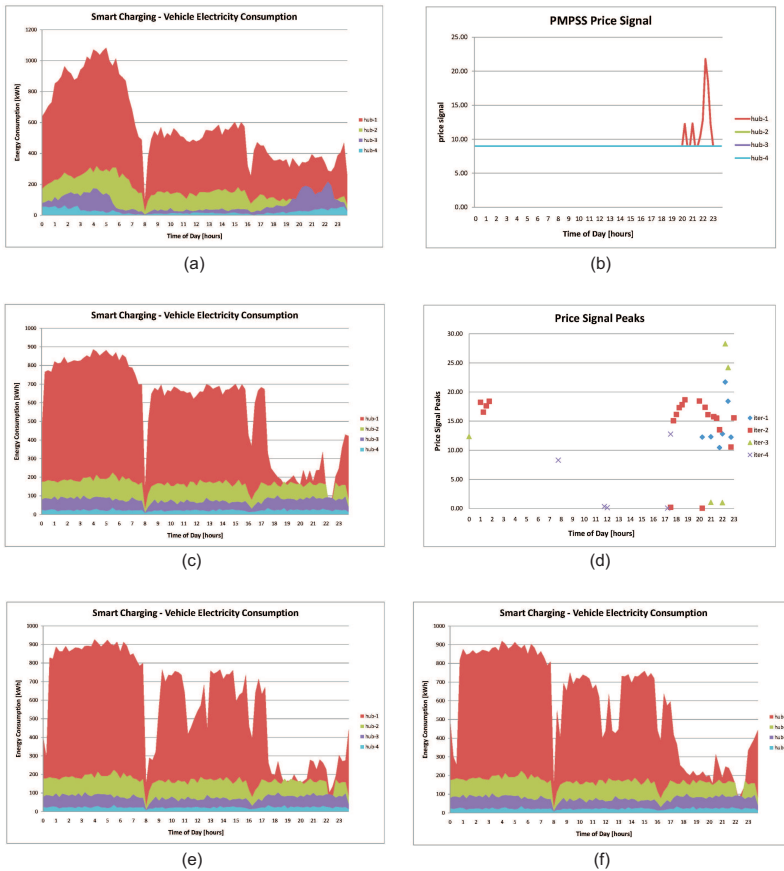 Smart Charging - Vehicle Electricity Consumption
1200
1000
800
600
400
200
0
Energy Consumption [kWh]
0 1 2 3 4 5 6 7 8 9 10 11 12 13 14 15 16 17 18 19 20 21 22 23
Time of Day [hours]
hub-1
hub-2
hub-3
hub-4
(a)
PMPSS Price Signal
25.00
20.00
15.00
10.00
5.00
0.00
price signal
0 1 2 3 4 5 6 7 8 9 10 11 12 13 14 15 16 17 18 19 20 21 22 23
Time of Day [hours]
hub-1
hub-2
hub-3
hub-4
(b)
Smart Charging - Vehicle Electricity Consumption
1000
900
800
700
600
500
400
300
200
100
0
Energy Consumption [kWh]
0 1 2 3 4 5 6 7 8 9 10 11 12 13 14 15 16 17 18 19 20 21 22 23
Time of Day [hours]
hub-1
hub-2
hub-3
hub-4
(c)
Price Signal Peaks
30.00
25.00
20.00
15.00
10.00
5.00
0.00
Price Signal Peaks
0 1 2 3 4 5 6 7 8 9 10 11 12 13 14 15 16 17 18 19 20 21 22 23
Time of Day [hours]
iter-1
iter-2
iter-3
iter-4
(d)
Smart Charging - Vehicle Electricity Consumption
1000
900
800
700
600
500
400
300
200
100
0
Energy Consumption [kWh]
0 1 2 3 4 5 6 7 8 9 10 11 12 13 14 15 16 17 18 19 20 21 22 23
Time of Day [hours]
hub-1
hub-2
hub-3
hub-4
(e)
Smart Charging - Vehicle Electricity Consumption
1000
900
800
700
600
500
400
300
200
100
0
Energy Consumption [kWh]
0 1 2 3 4 5 6 7 8 9 10 11 12 13 14 15 16 17 18 19 20 21 22 23
Time of Day [hours]
hub
hub
hub
hub
(f)